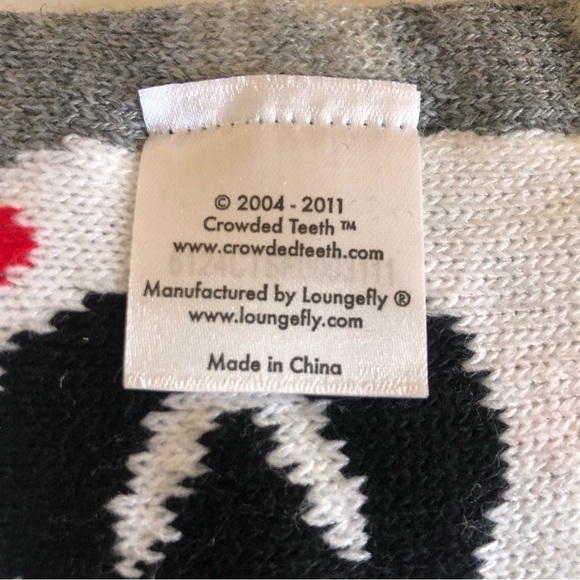 © 2004 - 2011
Crowded Teeth ™
www.crowdedteeth.com
Manufactured by Loungefly ®
www.loungefly.com
Made in China